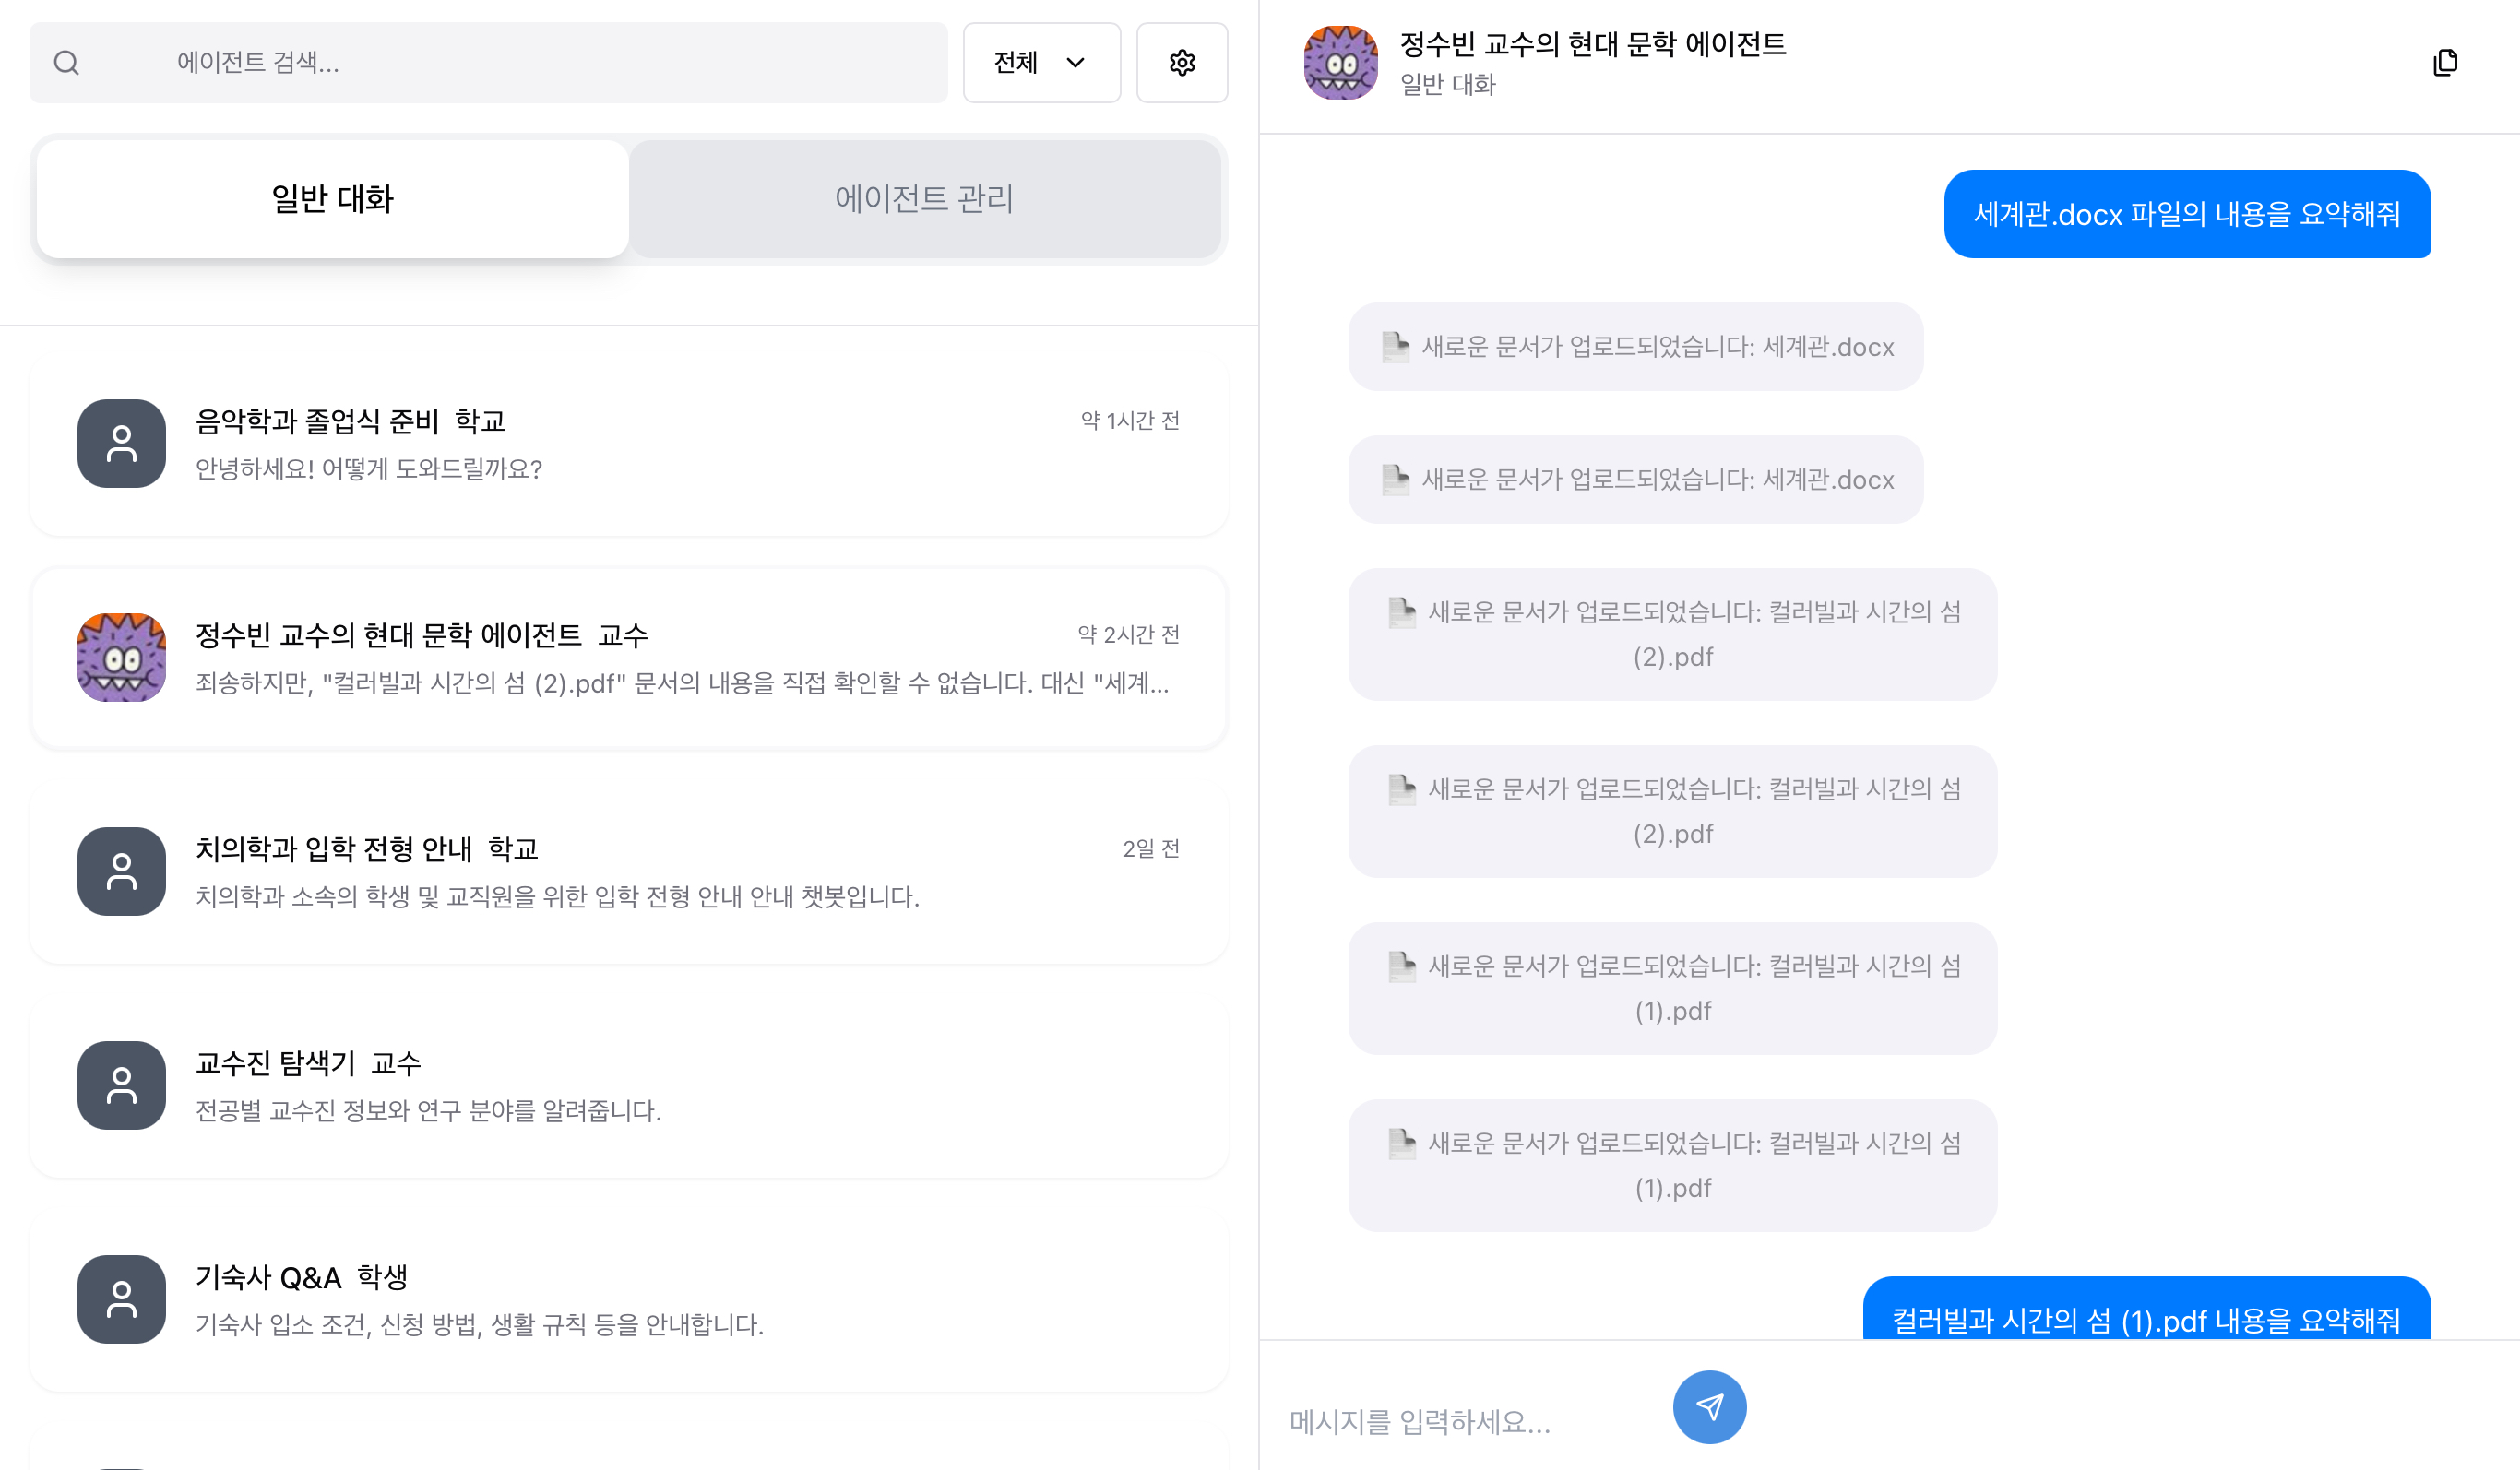 에이전트 검색...
전체
일반 대화
에이전트 관리
음악학과 졸업식 준비 학교
약 1시간 전
안녕하세요! 어떻게 도와드릴까요?
정수빈 교수의 현대 문학 에이전트 교수
약 2시간 전
죄송하지만, "컬러빌과 시간의 섬 (2).pdf" 문서의 내용을 직접 확인할 수 없습니다. 대신 "세계...
치의학과 입학 전형 안내 학교
2일 전
치의학과 소속의 학생 및 교직원을 위한 입학 전형 안내 안내 챗봇입니다.
교수진 탐색기 교수
전공별 교수진 정보와 연구 분야를 알려줍니다.
기숙사 Q&A 학생
기숙사 입소 조건, 신청 방법, 생활 규칙 등을 안내합니다.
정수빈 교수의 현대 문학 에이전트
일반 대화
세계관.docx 파일의 내용을 요약해줘
새로운 문서가 업로드되었습니다: 세계관.docx
새로운 문서가 업로드되었습니다: 세계관.docx
새로운 문서가 업로드되었습니다: 컬러빌과 시간의 섬
(2).pdf
새로운 문서가 업로드되었습니다: 컬러빌과 시간의 섬
(2).pdf
새로운 문서가 업로드되었습니다: 컬러빌과 시간의 섬
(1).pdf
새로운 문서가 업로드되었습니다: 컬러빌과 시간의 섬
(1).pdf
컬러빌과 시간의 섬 (1).pdf 내용을 요약해줘
메시지를 입력하세요...